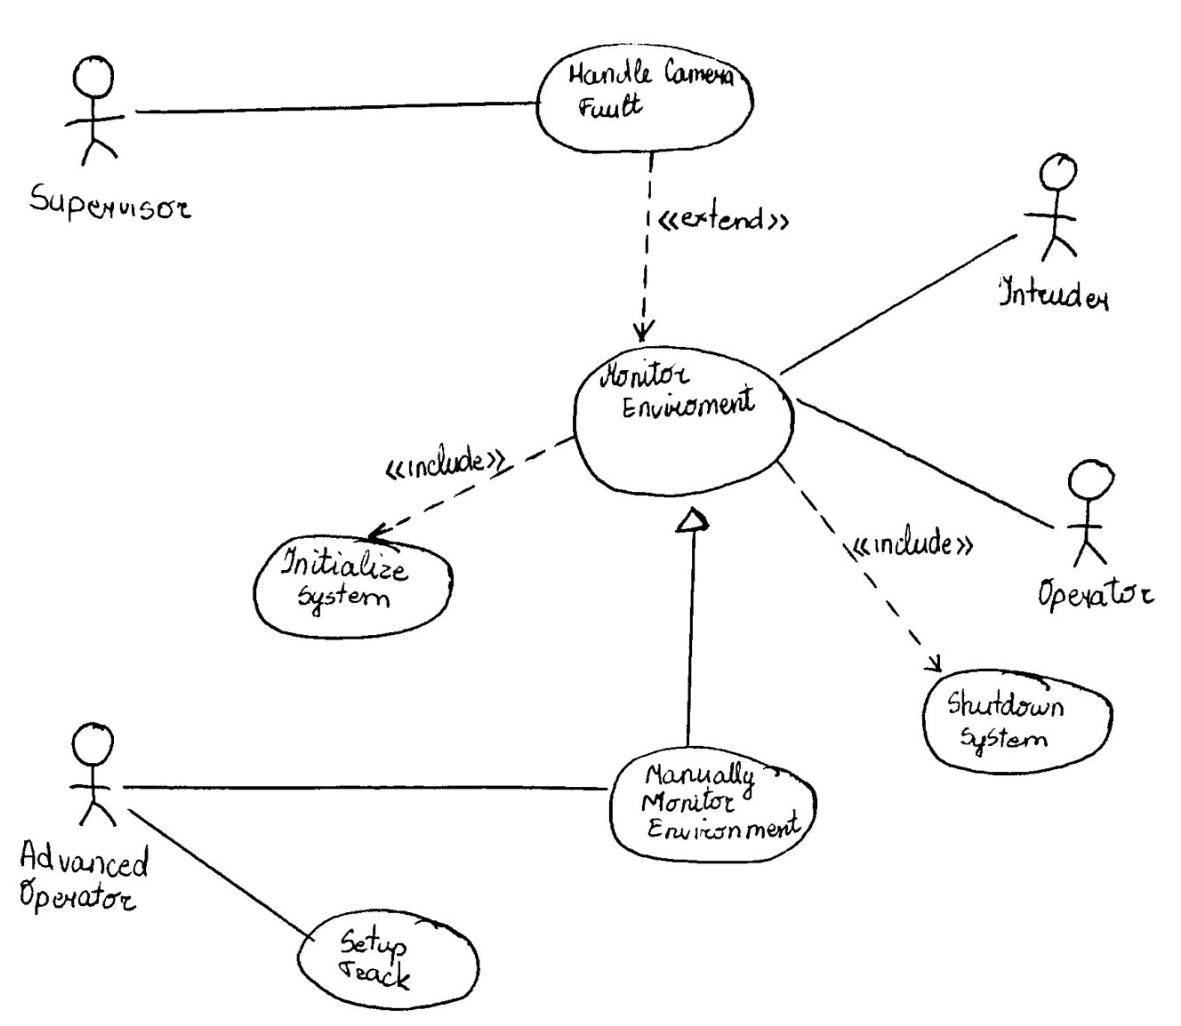 Handle Camera
Fault
Supervisor
<<extend>>
Intruder
Monitor
Enviroment
<<include>>
<<include>>
Initialize
System
Operator
Shutdown
System
Manually
Monitor
Environment
Advanced
Operator
Setup
Track